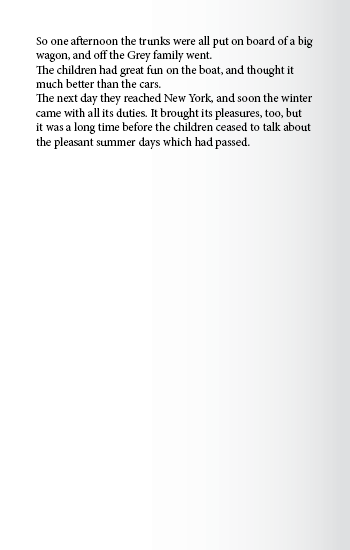 So one afternoon the trunks were all put on board of a big
wagon, and off the Grey family went.
The children had great fun on the boat, and thought it
much better than the cars.
The next day they reached New York, and soon the winter
came with all its duties. It brought its pleasures, too, but
it was a long time before the children ceased to talk about
the pleasant summer days which had passed.